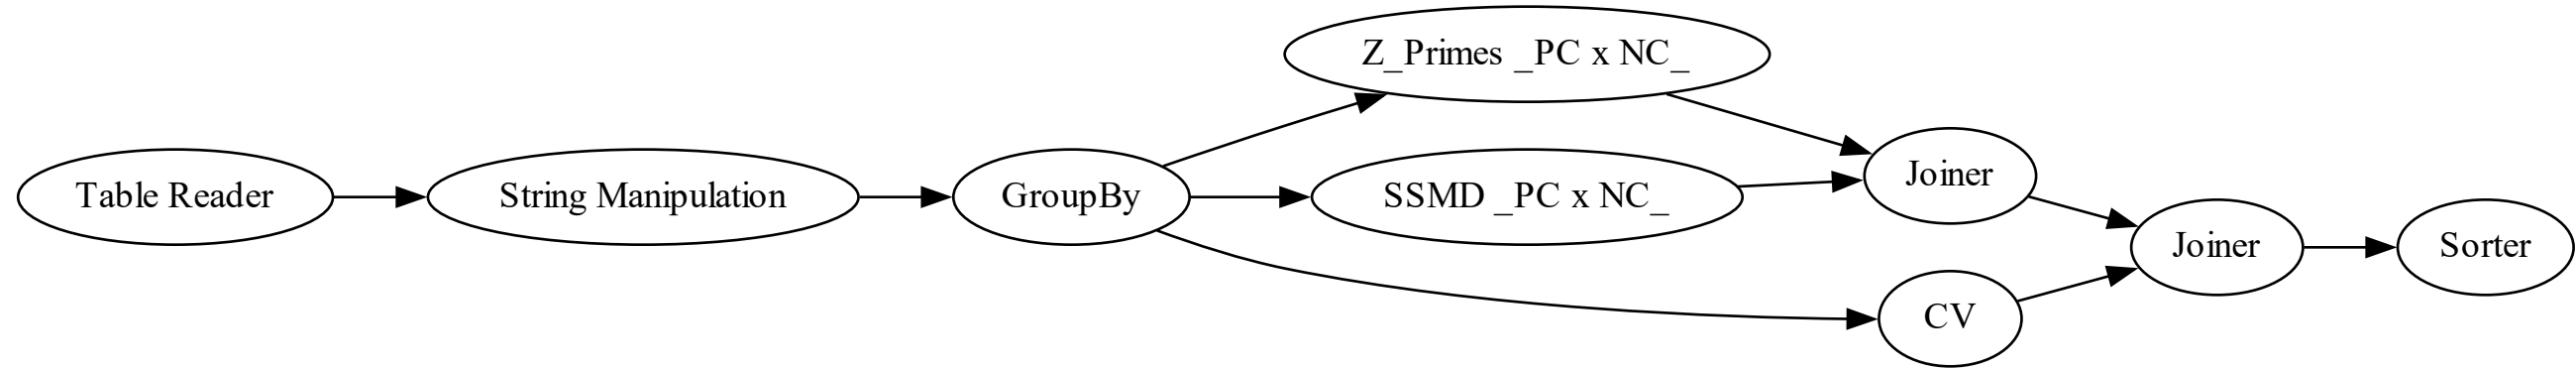 Table Reader
String Manipulation
GroupBy
Z_Primes _PC x NC_
SSMD _PC x NC_
CV
Joiner
Joiner
Sorter